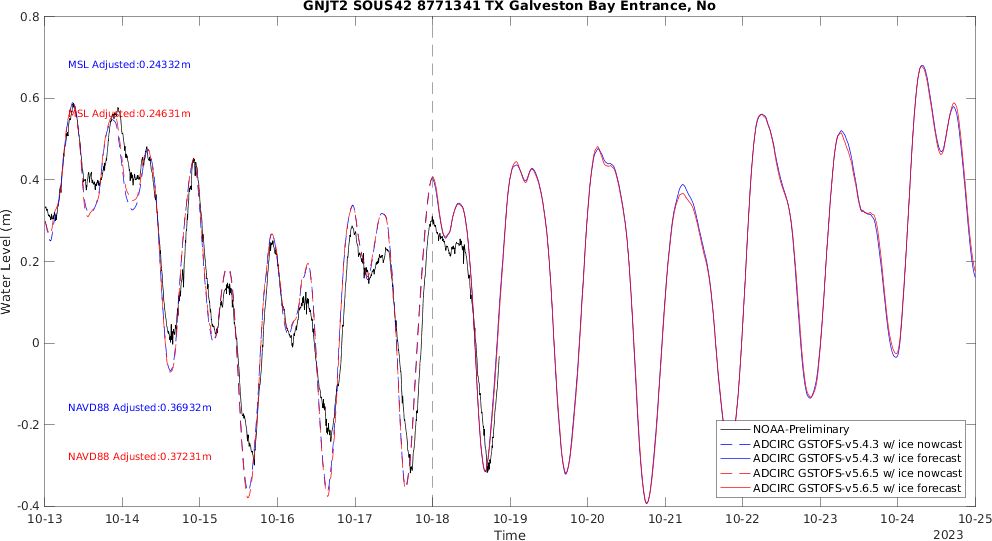 GNJT2 SOUS42 8771341 TX Galveston Bay Entrance, No
0.8
0.6
0.4
0.2
0
-0.2
-0.4
Water Level (m)
MSL Adjusted:0.24332m
MSL Adjusted:0.24631m
NAVD88 Adjusted:0.36932m
NAVD88 Adjusted:0.37231m
NOAA-Preliminary
ADCIRC GSTOFS-v5.4.3 w/ ice nowcast
ADCIRC GSTOFS-v5.4.3 w/ ice forecast
ADCIRC GSTOFS-v5.6.5 w/ ice nowcast
ADCIRC GSTOFS-v5.6.5 w/ ice forecast
10-13 10-14 10-15 10-16 10-17 10-18 10-19 10-20 10-21 10-22 10-23 10-24 10-25
Time
2023